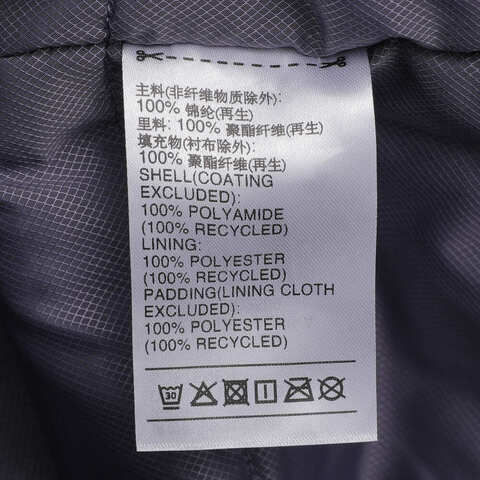 主料(非纤维物质除外):
100% 锦纶(再生)
里料: 100% 聚酯纤维(再生)
填充物(衬布除外):
100% 聚酯纤维(再生)
SHELL(COATING
EXCLUDED):
100% POLYAMIDE
(100% RECYCLED)
LINING:
100% POLYESTER
(100% RECYCLED)
PADDING(LINING CLOTH
EXCLUDED):
100% POLYESTER
(100% RECYCLED)
30